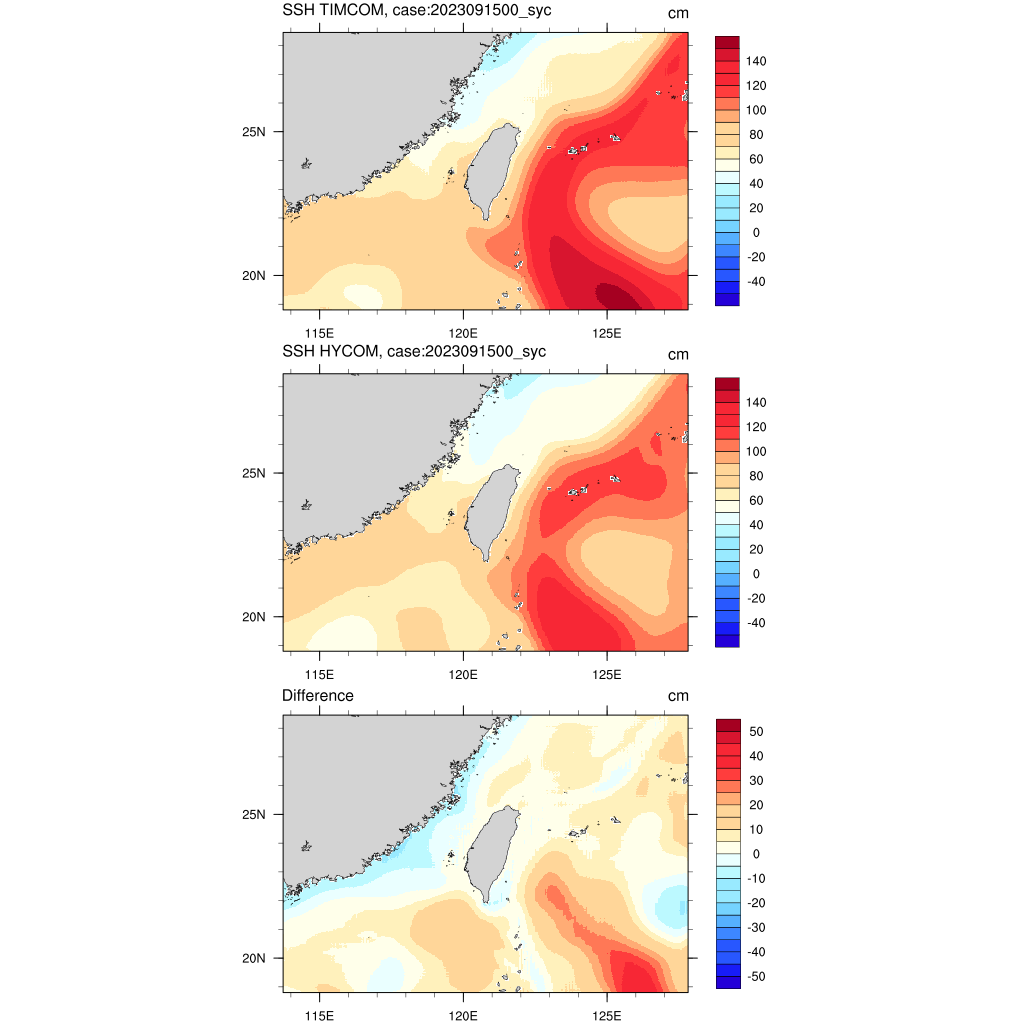 SSH TIMCOM, case:2023091500_syc cm
140
120
25N 100
80
60
40
20
0
20N -20
-40
115E 120E 125E
SSH HYCOM, case:2023091500_syc cm
140
120
25N 100
80
60
40
20
0
-20
20N -40
115E 120E 125E
Difference cm
50
40
30
25N 20
10
0
-10
-20
-30
20N -40
-50
115E 120E 125E